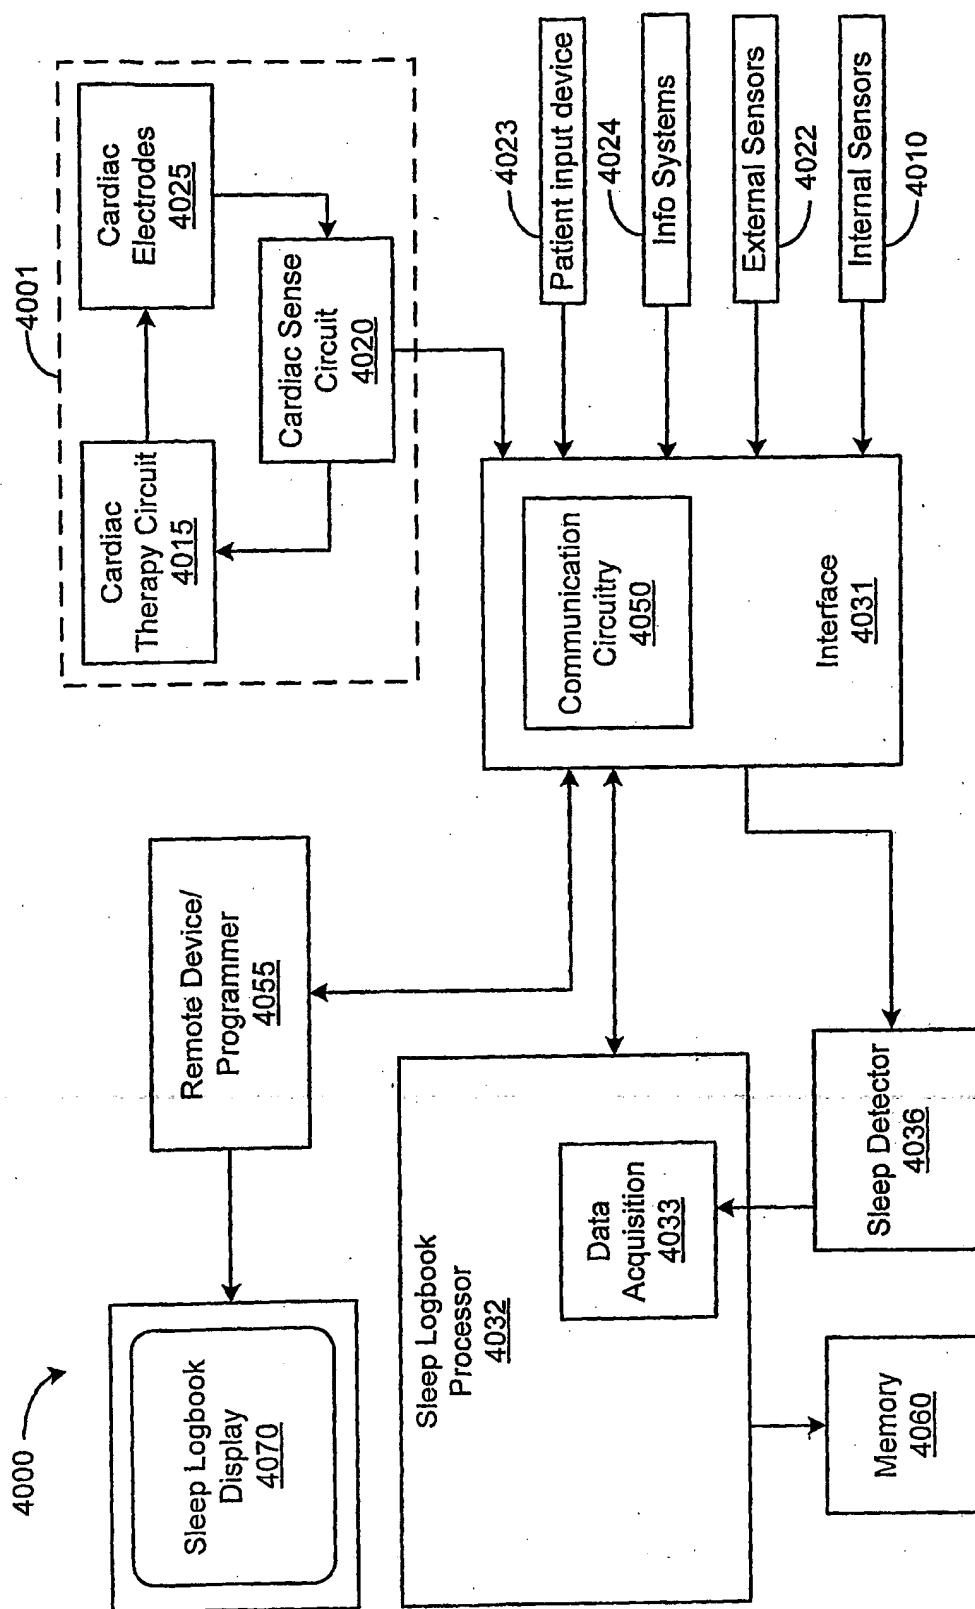 4000
Sleep Logbook
Display
4070
Remote Device/
Programmer
4055
4001
Cardiac
Therapy Circuit
4015
Cardiac
Electrodes
4025
Cardiac Sense
Circuit
4020
Sleep Logbook
Processor
4032
Data
Acquisition
4033
Communication
Circuitry
4050
Interface
4031
4023
Patient input device
4024
Info Systems
External Sensors
4022
Internal Sensors
4010
Memory
4060
Sleep Detector
4036